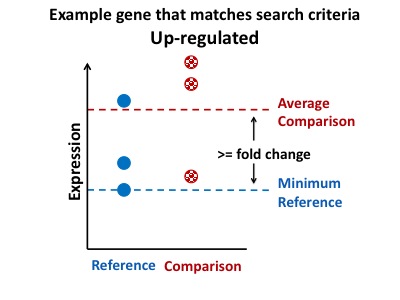 Example gene that matches search criteria
Up-regulated
Expression
Average
Comparison
>= fold change
Minimum
Reference
Reference Comparison